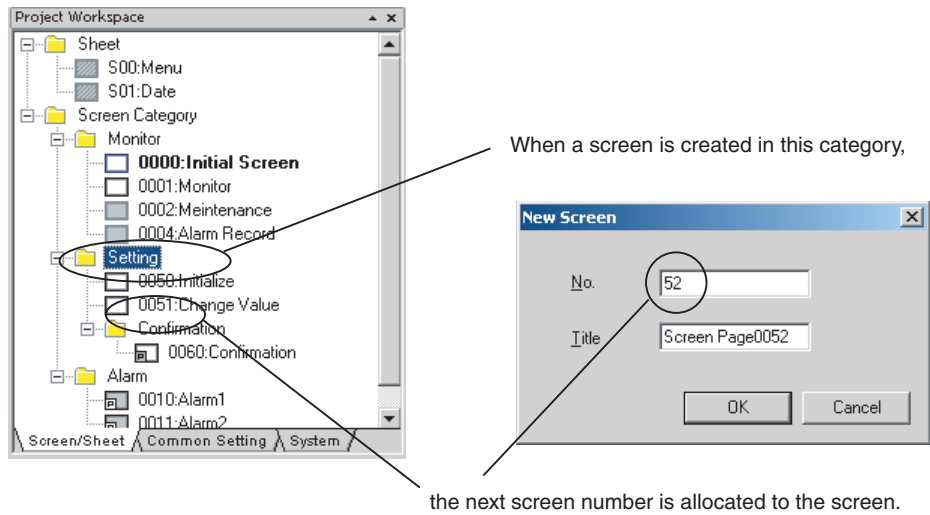 Project Workspace
Sheet
S00:Menu
S01:Date
Screen Category
Monitor
0000:Initial Screen
0001:Monitor
0002:Meintenance
0004:Alarm Record
Setting
0050:Initialize
0051:Change Value
Confirmation
0060:Confirmation
Alarm
0010:Alarm1
0011:Alarm2
Screen/Sheet Common Setting System
When a screen is created in this category,
New Screen
No. 52
Title Screen Page0052
OK Cancel
the next screen number is allocated to the screen.